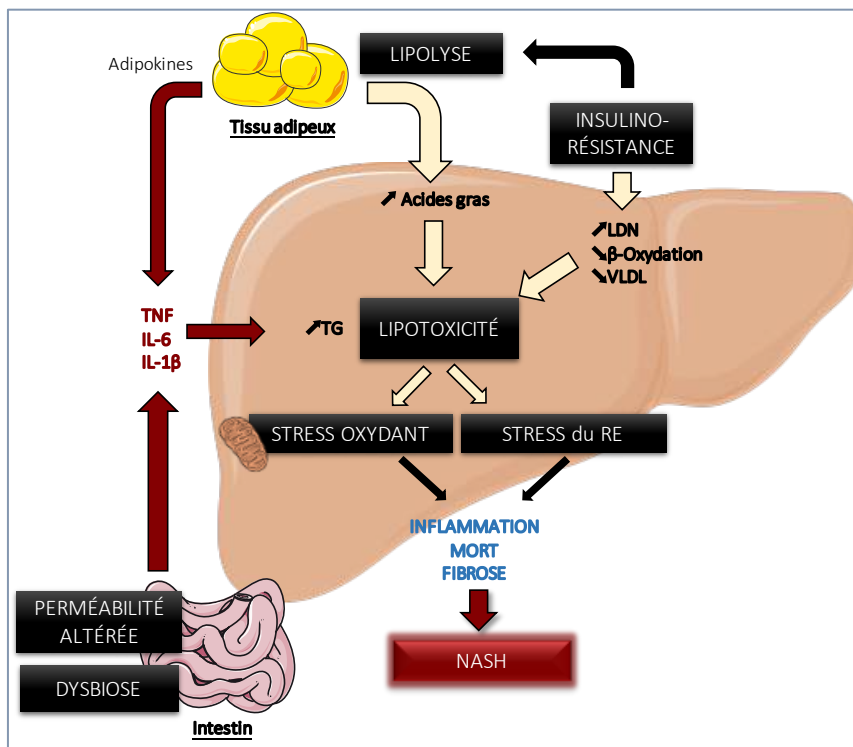 Adipokines
LIPOLYSE
Tissu adipeux
INSULINO-
RÉSISTANCE
➚ Acides gras
➚LDN
➘β-Oxydation
➘VLDL
TNF
IL-6
IL-1β
➚TG
LIPOTOXICITÉ
STRESS OXYDANT
STRESS du RE
INFLAMMATION
MORT
FIBROSE
PERMÉABILITÉ
ALTÉRÉE
NASH
DYSBIOSE
Intestin